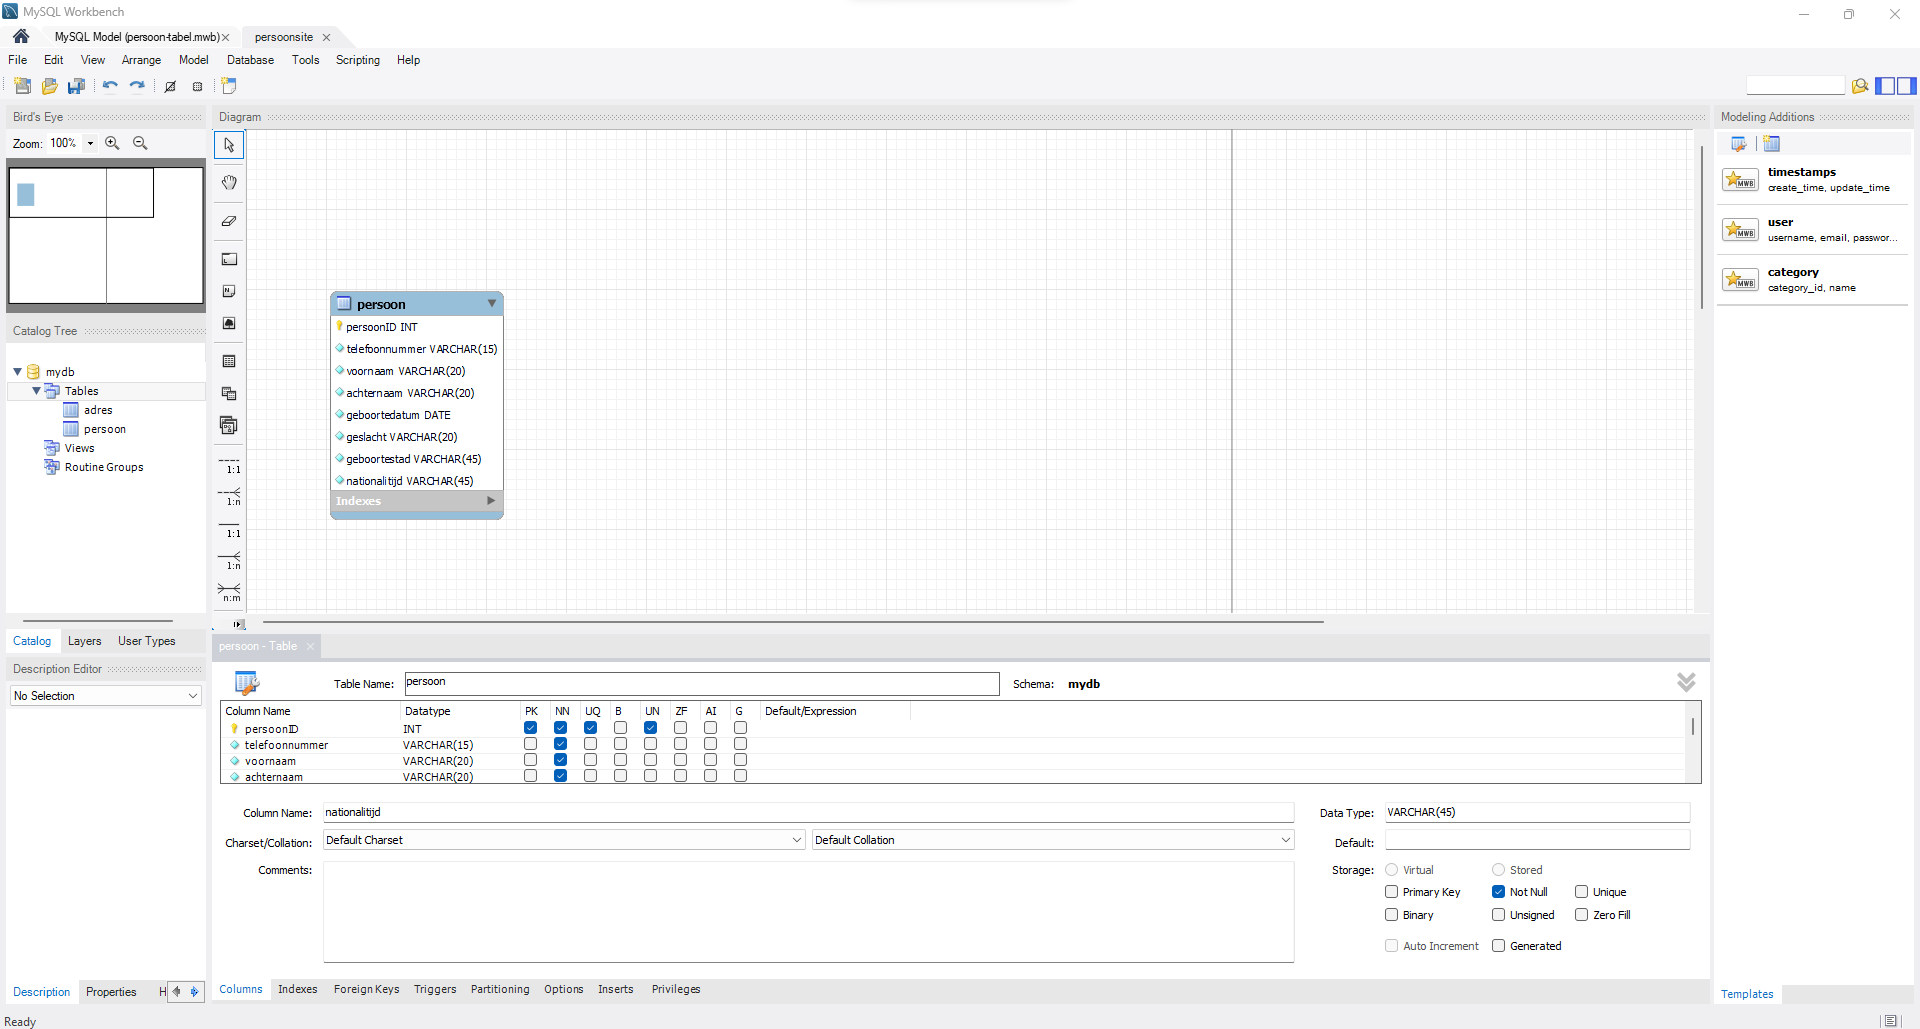 MySQL Workbench
MySQL Model (persoon-tabel.mwb) persoonsite
File Edit View Arrange Model Database Tools Scripting Help
Bird's Eye
Zoom: 100%
Catalog Tree
mydb
Tables
adres
persoon
Views
Routine Groups
Catalog Layers User Types
Description Editor
No Selection
Description Properties H
Diagram
1:1
1:n
1:1
1:n
n:m
persoon
persoonID INT
telefoonnummer VARCHAR(15)
voornaam VARCHAR(20)
achternaam VARCHAR(20)
geboortedatum DATE
geslacht VARCHAR(20)
geboortestad VARCHAR(45)
nationalitijd VARCHAR(45)
Indexes
persoon - Table
Table Name: persoon Schema: mydb
Column Name Datatype PK NN UQ B UN ZF AI G Default/Expression
persoonID INT
telefoonnummer VARCHAR(15)
voornaam VARCHAR(20)
achternaam VARCHAR(20)
Column Name: nationalitijd Data Type: VARCHAR(45)
Charset/Collation: Default Charset Default Collation Default:
Comments: Storage: Virtual Stored
Primary Key Not Null Unique
Binary Unsigned Zero Fill
Auto Increment Generated
Columns Indexes Foreign Keys Triggers Partitioning Options Inserts Privileges
Modeling Additions
MWB timestamps
create_time, update_time
MWB user
username, email, passwor...
MWB category
category_id, name
Templates
Ready